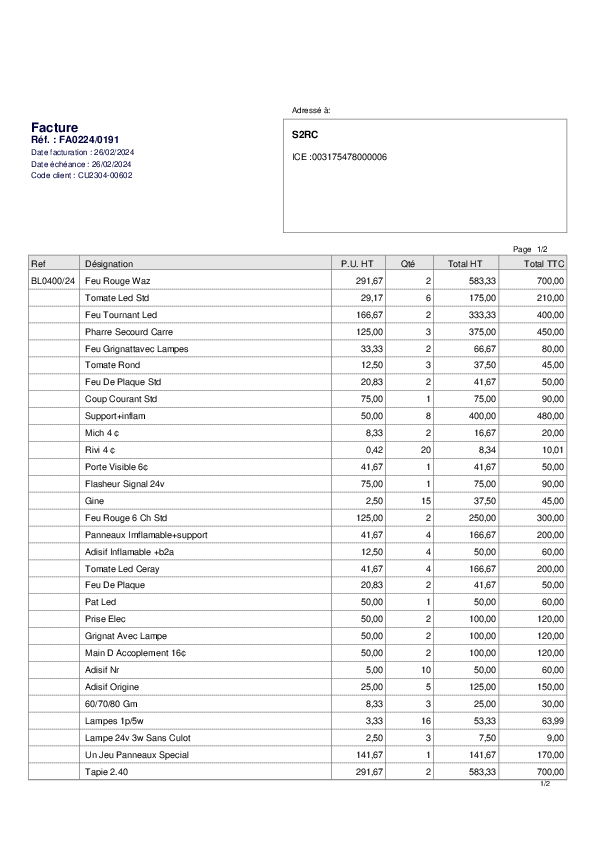 Adressé à:
Facture
Réf. : FA0224/0191
Date facturation : 26/02/2024
Date échéance : 26/02/2024
Code client : CU2304-00602
S2RC
ICE :003175478000006
Page 1/2
Ref Désignation P.U. HT Qté Total HT Total TTC
BL0400/24 Feu Rouge Waz 291,67 2 583,33 700,00
Tomate Led Std 29,17 6 175,00 210,00
Feu Tournant Led 166,67 2 333,33 400,00
Pharre Secourd Carre 125,00 3 375,00 450,00
Feu Grignattavec Lampes 33,33 2 66,67 80,00
Tomate Rond 12,50 3 37,50 45,00
Feu De Plaque Std 20,83 2 41,67 50,00
Coup Courant Std 75,00 1 75,00 90,00
Support+inflam 50,00 8 400,00 480,00
Mich 4 ¢ 8,33 2 16,67 20,00
Rivi 4 ¢ 0,42 20 8,34 10,01
Porte Visible 6¢ 41,67 1 41,67 50,00
Flasheur Signal 24v 75,00 1 75,00 90,00
Gine 2,50 15 37,50 45,00
Feu Rouge 6 Ch Std 125,00 2 250,00 300,00
Panneaux Imflamable+support 41,67 4 166,67 200,00
Adisif Inflamable +b2a 12,50 4 50,00 60,00
Tomate Led Ceray 41,67 4 166,67 200,00
Feu De Plaque 20,83 2 41,67 50,00
Pat Led 50,00 1 50,00 60,00
Prise Elec 50,00 2 100,00 120,00
Grignat Avec Lampe 50,00 2 100,00 120,00
Main D Accoplement 16¢ 50,00 2 100,00 120,00
Adisif Nr 5,00 10 50,00 60,00
Adisif Origine 25,00 5 125,00 150,00
60/70/80 Gm 8,33 3 25,00 30,00
Lampes 1p/5w 3,33 16 53,33 63,99
Lampe 24v 3w Sans Culot 2,50 3 7,50 9,00
Un Jeu Panneaux Special 141,67 1 141,67 170,00
Tapie 2.40 291,67 2 583,33 700,00
1/2